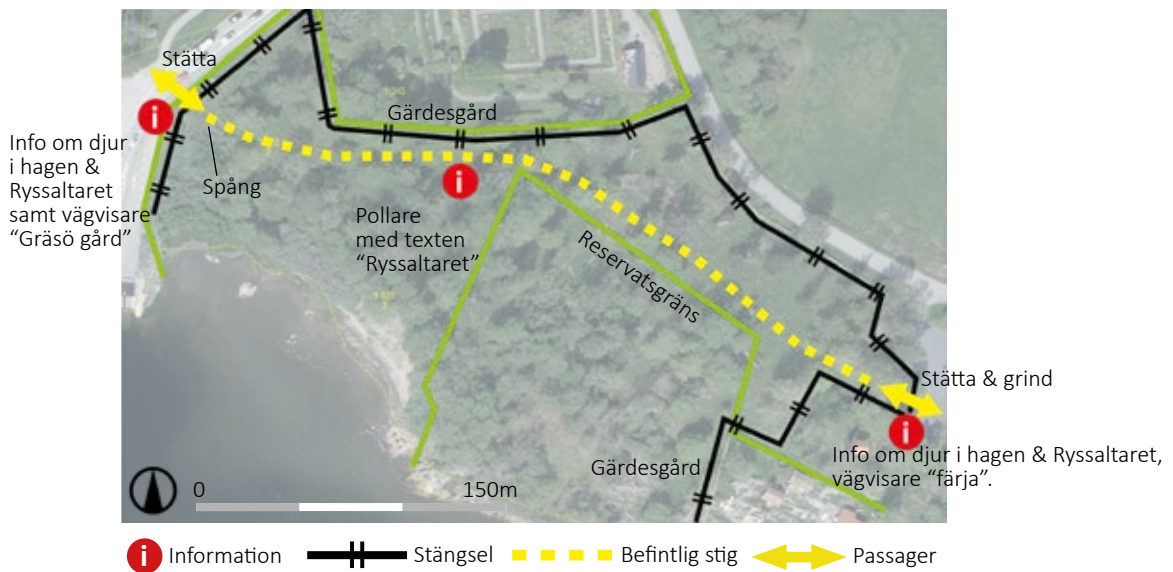 Stätta
Gärdesgård
Info om djur
i hagen &
Ryssaltaret
samt vägvisare
“Gräsö gård”
Spång
Pollare
med texten
“Ryssaltaret”
Reservatsgräns
Stätta & grind
Gärdesgård
Info om djur i hagen & Ryssaltaret,
vägvisare “färja”.
0 150m
i Information Stängsel Befintlig stig Passager